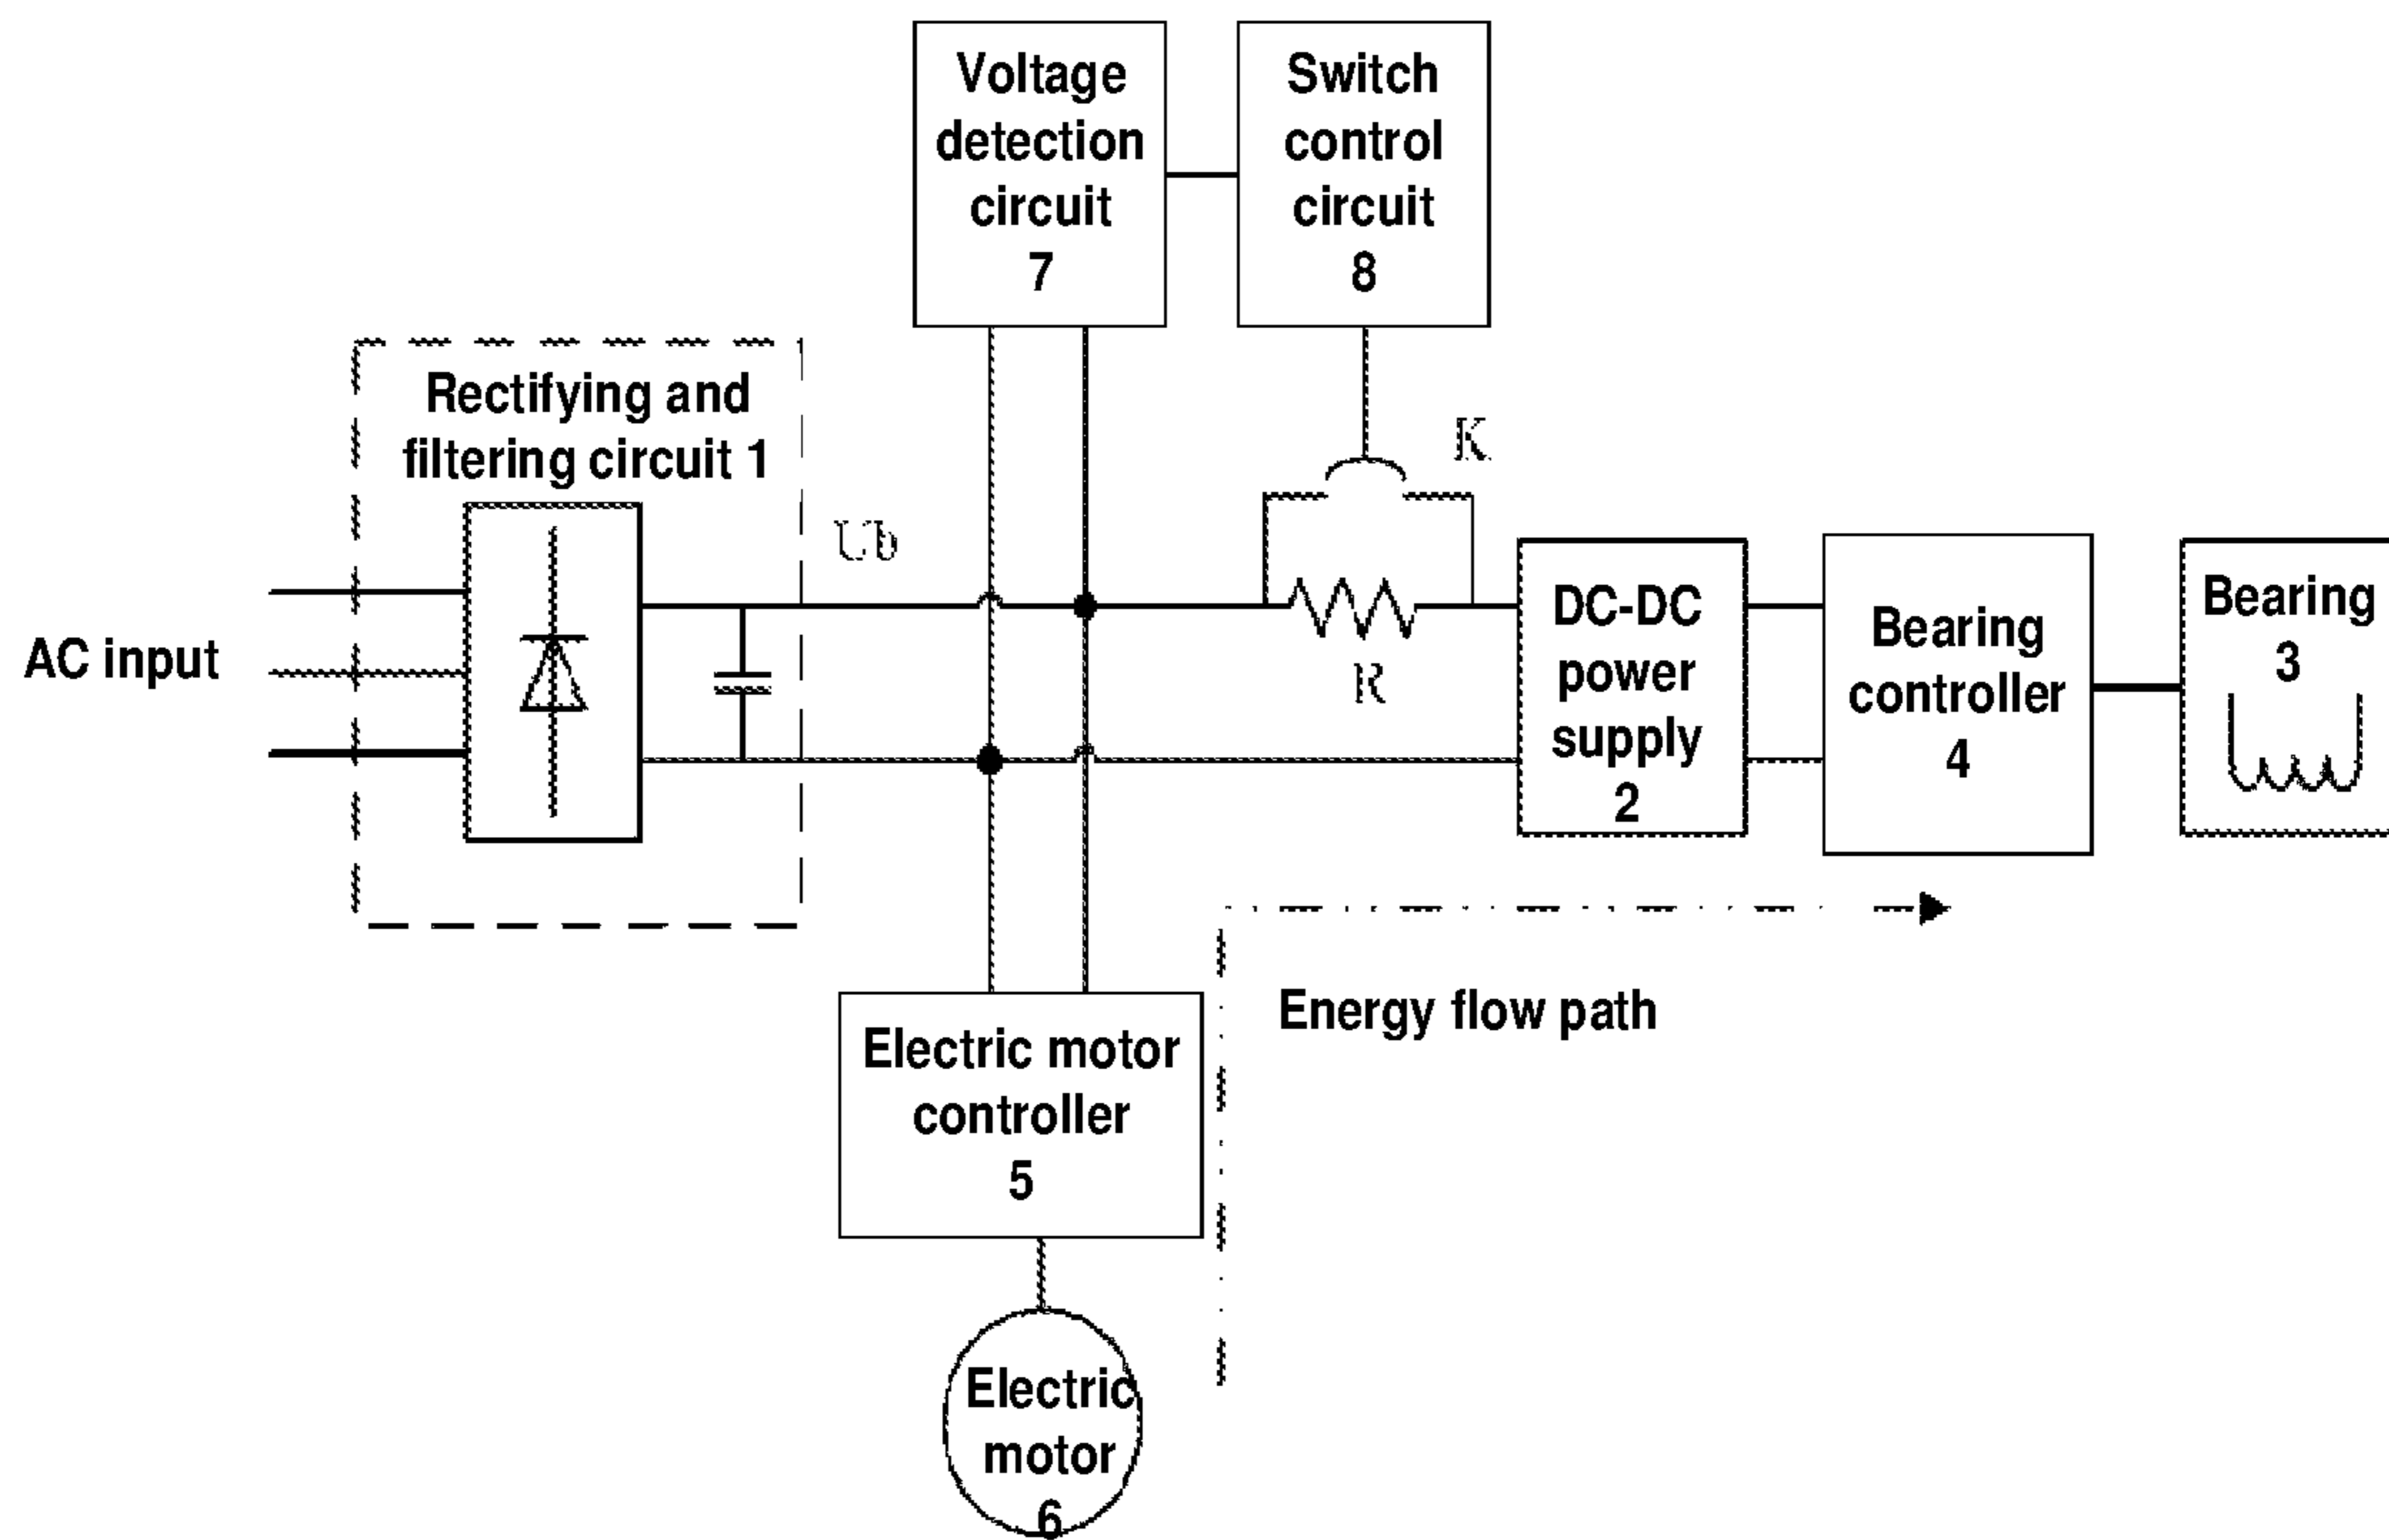 Voltage
detection
circuit
7
Switch
control
circuit
8
Rectifying and
filtering circuit 1
K
Ub
AC input
R
DC-DC
power
supply
2
Bearing
controller
4
Bearing
3
Electric motor
controller
5
Energy flow path
Electric
motor
6